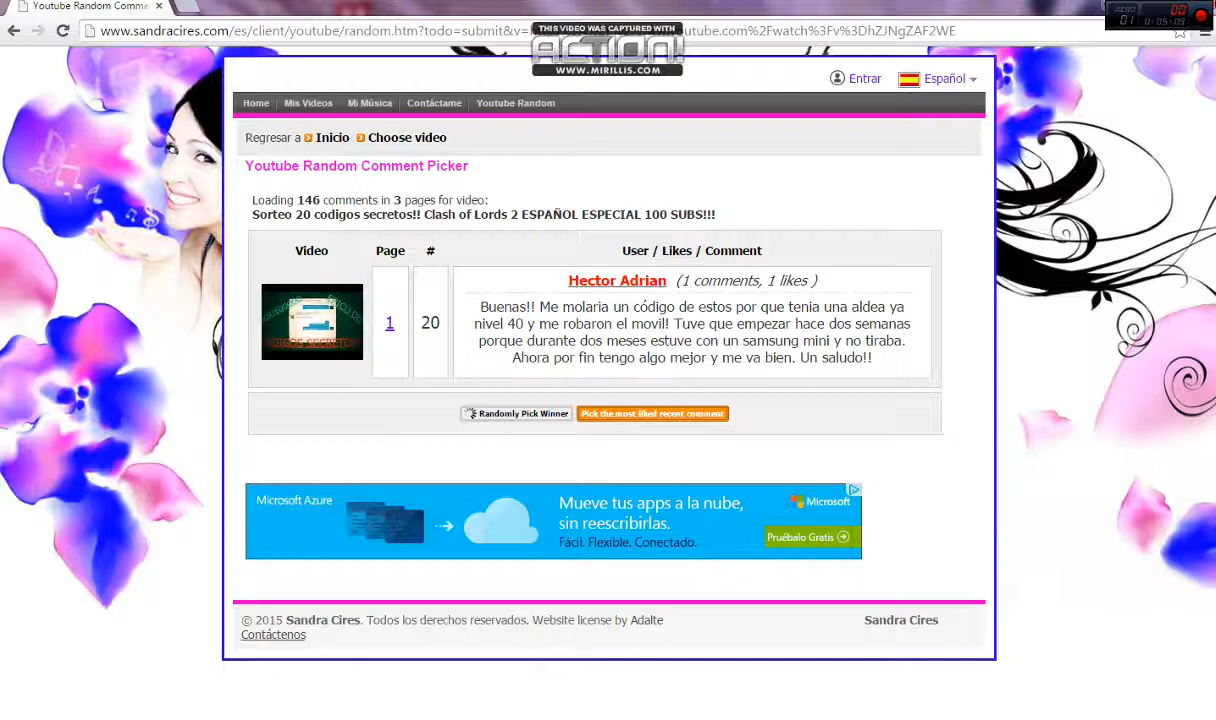 Youtube Random Comme
www.sandracires.com/es/client/youtube/random.htm?todo=submit&v=
utube.com%2Fwatch%3Fv%3DhZJNgZAF2WE
THIS VIDEO WAS CAPTURED WITH
ACTION!
WWW.MIRILLIS.COM
01
00
0:05:09
Entrar
Español
Home
Mis Videos
Mi Música
Contáctame
Youtube Random
Regresar a Inicio Choose video
Youtube Random Comment Picker
Loading 146 comments in 3 pages for video:
Sorteo 20 codigos secretos!! Clash of Lords 2 ESPAÑOL ESPECIAL 100 SUBS!!!
Video
Page
#
User / Likes / Comment
1
20
Hector Adrian (1 comments, 1 likes )
Buenas!! Me molaria un código de estos por que tenia una aldea ya
nivel 40 y me robaron el movil! Tuve que empezar hace dos semanas
porque durante dos meses estuve con un samsung mini y no tiraba.
Ahora por fin tengo algo mejor y me va bien. Un saludo!!
Randomly Pick Winner
Pick the most liked recent comment
Microsoft Azure
Mueve tus apps a la nube,
sin reescribirlas.
Fácil. Flexible. Conectado.
Microsoft
Pruébalo Gratis
© 2015 Sandra Cires. Todos los derechos reservados. Website license by Adalte
Contáctenos
Sandra Cires